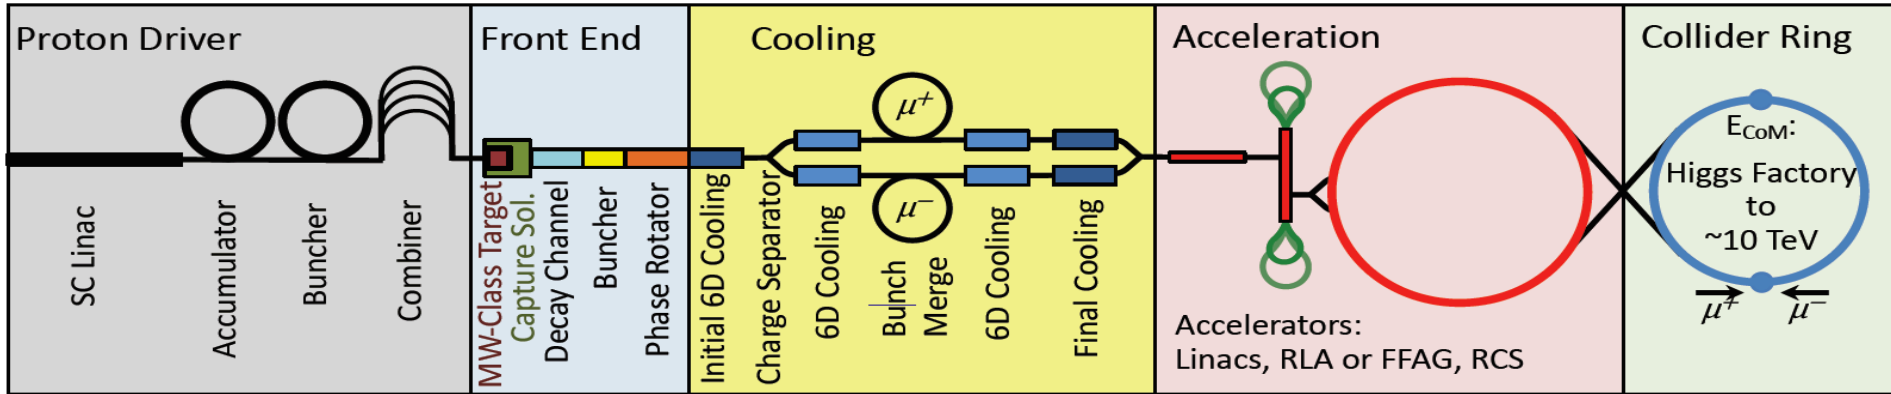 Proton Driver
SC Linac
Accumulator
Buncher
Combiner
Front End
MW-Class Target
Capture Sol.
Decay Channel
Buncher
Phase Rotator
Cooling
μ+
μ−
Initial 6D Cooling
Charge Separator
6D Cooling
Bunch
Merge
6D Cooling
Final Cooling
Acceleration
Accelerators:
Linacs, RLA or FFAG, RCS
Collider Ring
ECoM:
Higgs Factory
to
~10 TeV
μ+ μ−